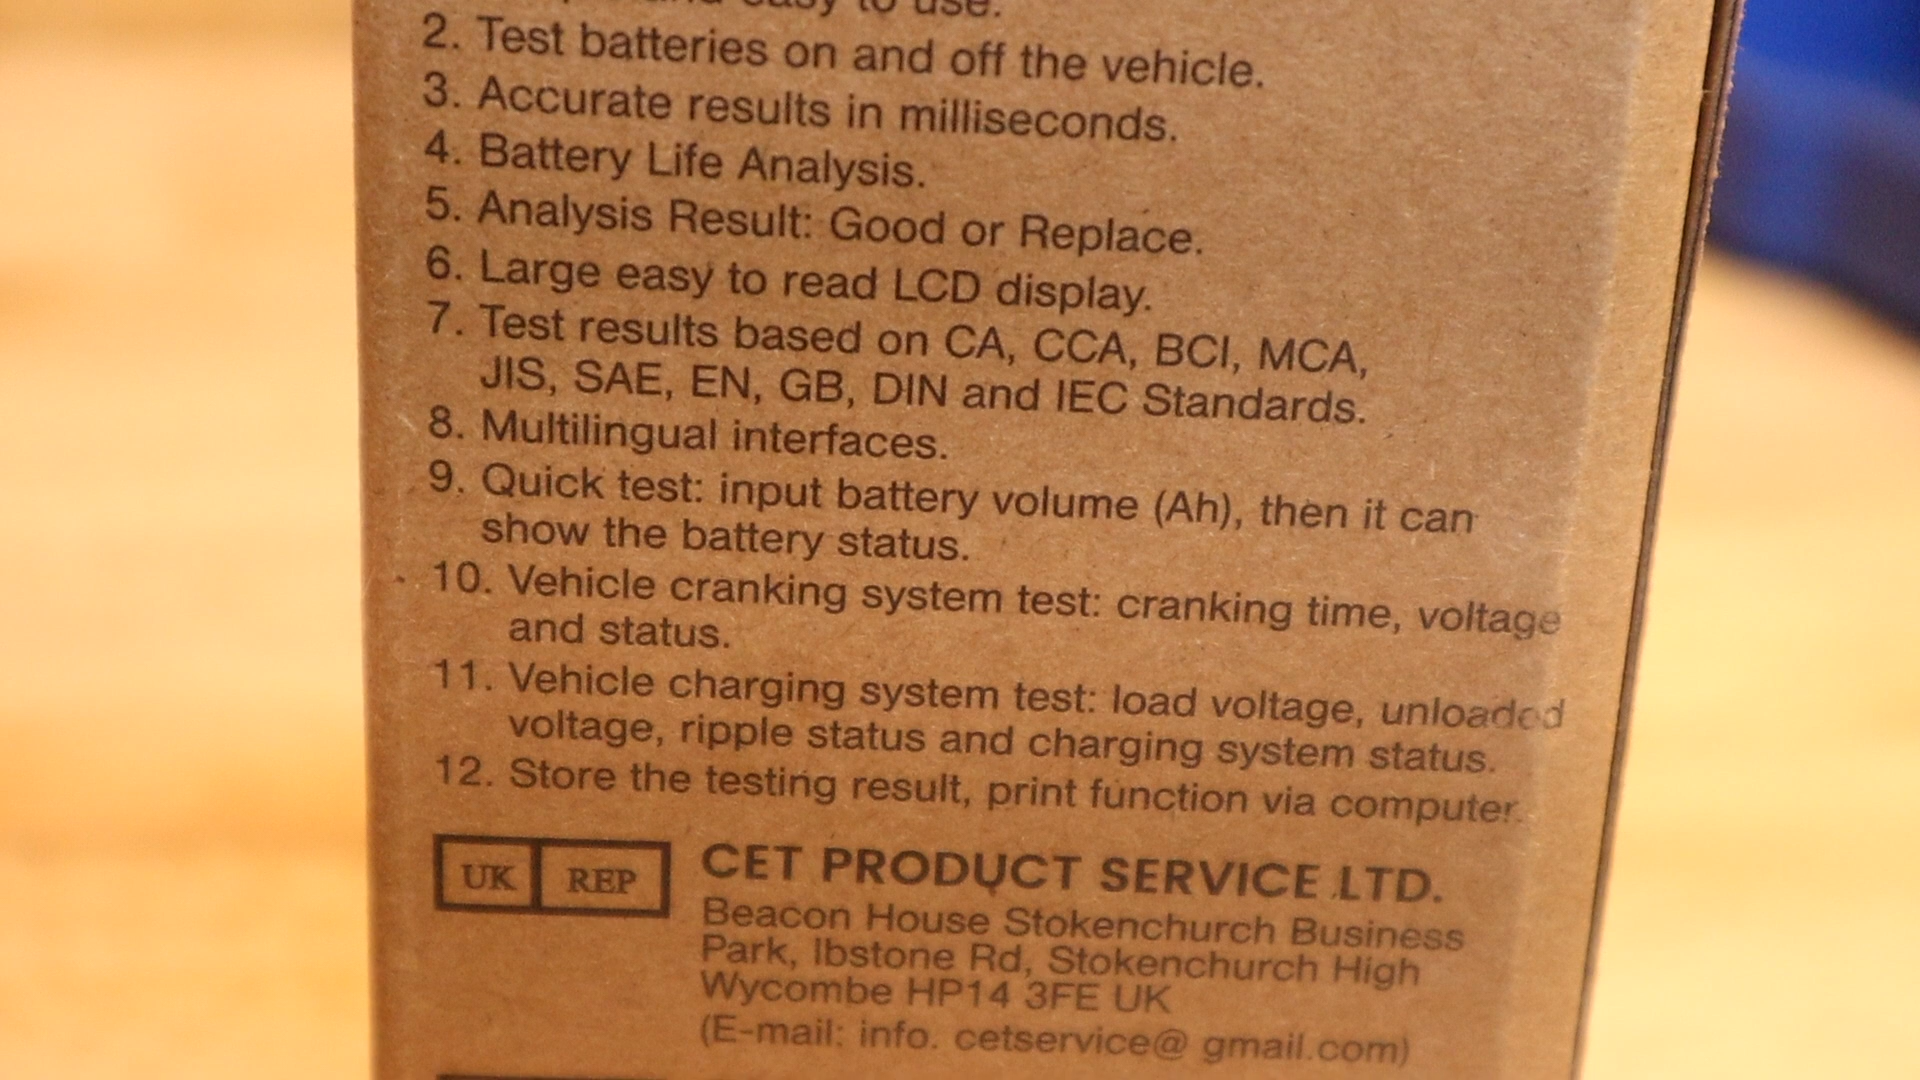 easy to use.
2. Test batteries on and off the vehicle.
3. Accurate results in milliseconds.
4. Battery Life Analysis.
5. Analysis Result: Good or Replace.
6. Large easy to read LCD display.
7. Test results based on CA, CCA, BCI, MCA,
JIS, SAE, EN, GB, DIN and IEC Standards.
8. Multilingual interfaces.
9. Quick test: input battery volume (Ah), then it can
show the battery status.
10. Vehicle cranking system test: cranking time, voltage
and status.
11. Vehicle charging system test: load voltage, unloaded
voltage, ripple status and charging system status.
12. Store the testing result, print function via computer.
UK REP
CET PRODUCT SERVICE LTD.
Beacon House Stokenchurch Business
Park, Ibstone Rd, Stokenchurch High
Wycombe HP14 3FE UK
(E-mail: info. cetservice@ gmail.com)